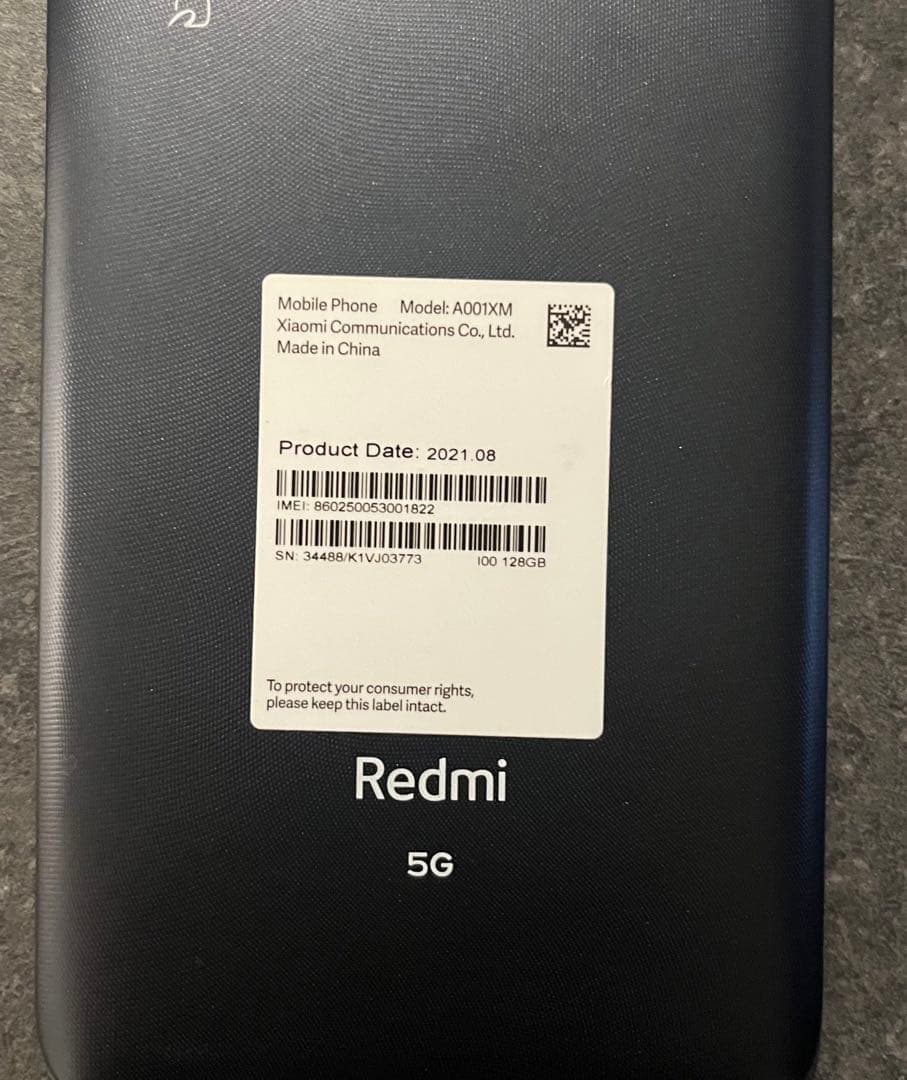 Mobile Phone Model: A001XM
Xiaomi Communications Co., Ltd.
Made in China
Product Date: 2021.08
IMEI: 860250053001822
SN: 34488/K1VJ03773 I00 128GB
To protect your consumer rights,
please keep this label intact.
Redmi
5G